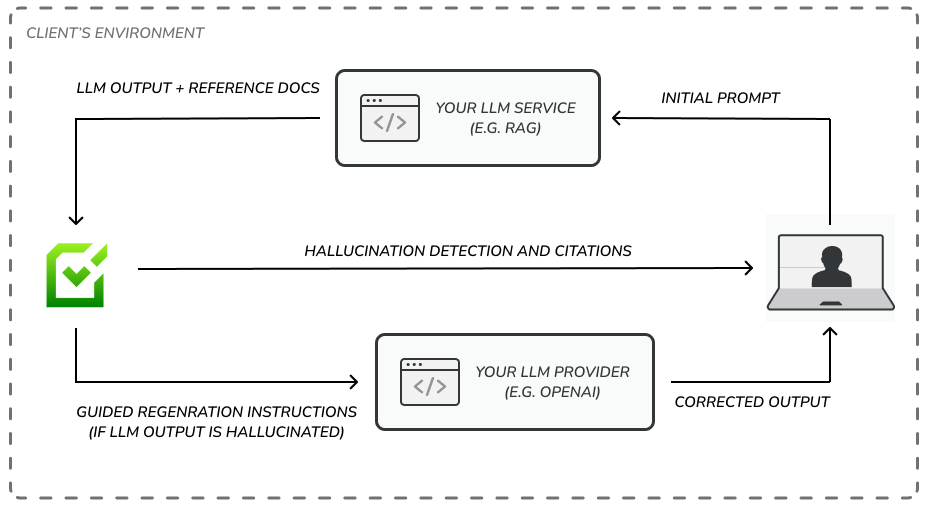 CLIENT'S ENVIRONMENT
LLM OUTPUT + REFERENCE DOCS
YOUR LLM SERVICE
(E.G. RAG)
INITIAL PROMPT
HALLUCINATION DETECTION AND CITATIONS
YOUR LLM PROVIDER
(E.G. OPENAI)
GUIDED REGENRATION INSTRUCTIONS
(IF LLM OUTPUT IS HALLUCINATED)
CORRECTED OUTPUT